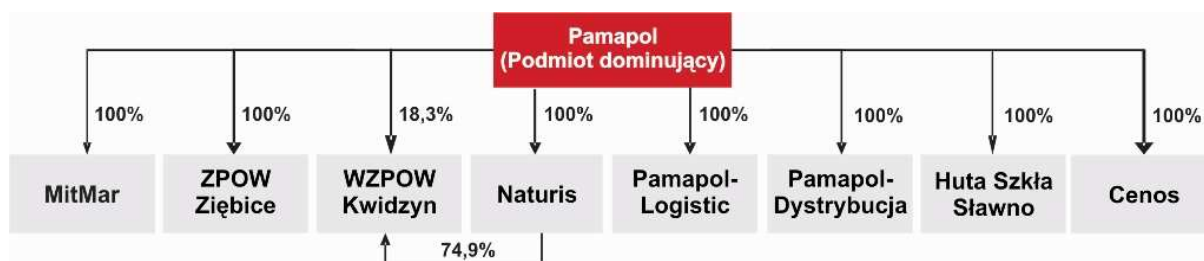 Pamapol
(Podmiot dominujący)
100%
100%
18,3%
100%
100%
100%
100%
100%
MitMar
ZPOW
Ziębice
WZPOW
Kwidzyn
Naturis
Pamapol-
Logistic
Pamapol-
Dystrybucja
Huta Szkła
Sławno
Cenos
74,9%